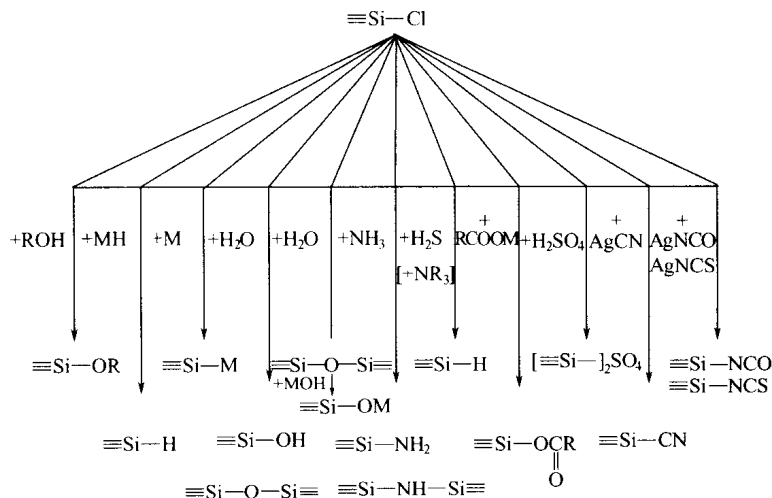 ≡Si—Cl
+ROH +MH +M +H₂O +H₂O +NH₃ +H₂S [+NR₃] + RCOOM +H₂SO₄ + AgCN + AgNCO AgNCS
≡Si—OR ≡Si—M ≡Si—O—Si≡ ≡Si—H [≡Si—]₂SO₄ ≡Si—NCO
+MOH ≡Si—NCS
≡Si—OM
≡Si—H ≡Si—OH ≡Si—NH₂ ≡Si—OCR ≡Si—CN
O
≡Si—O—Si≡ ≡Si—NH—Si≡